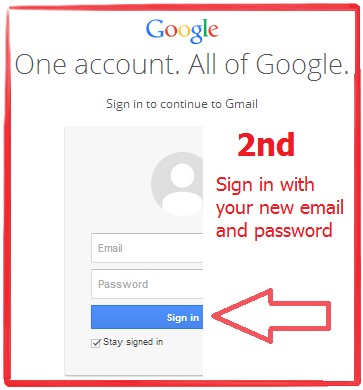 Google
One account. All of Google.
Sign in to continue to Gmail
2nd
Sign in with
your new email
and password
Email
Password
Sign in
Stay signed in